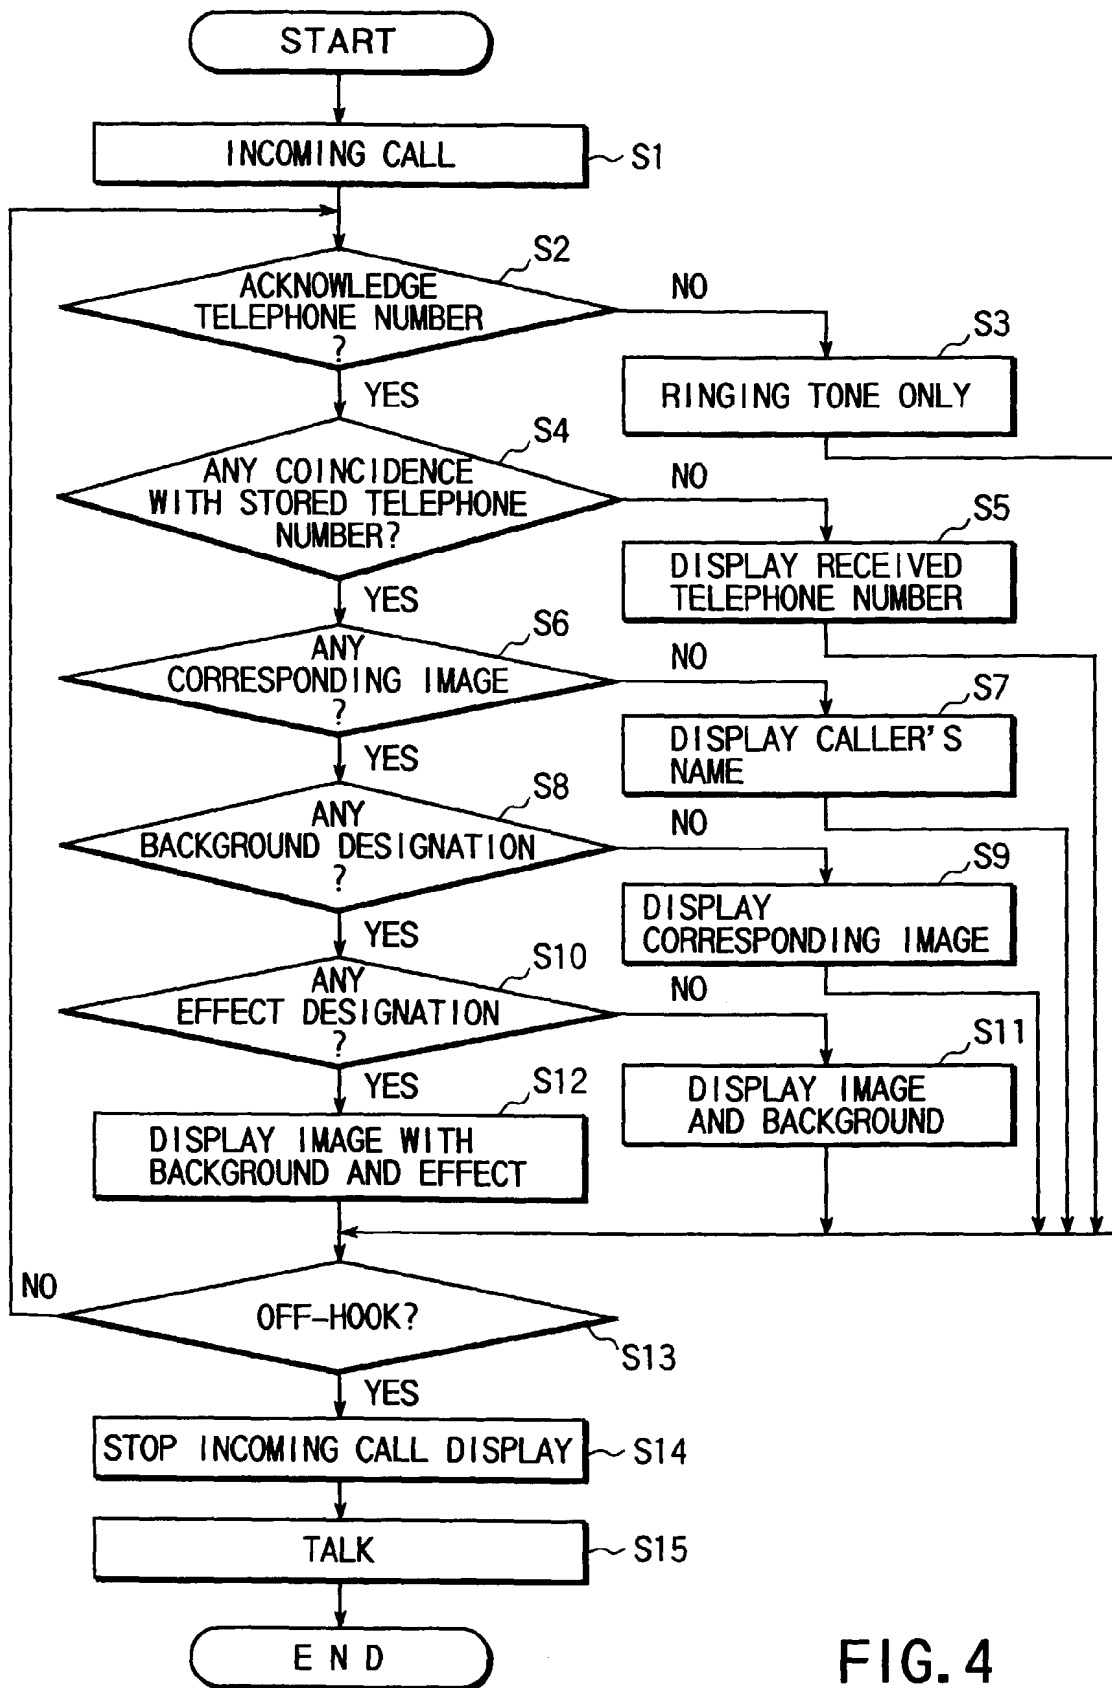 START
INCOMING CALL
S1
S2
ACKNOWLEDGE
TELEPHONE NUMBER
?
NO
YES
S3
RINGING TONE ONLY
S4
ANY COINCIDENCE
WITH STORED TELEPHONE
NUMBER?
NO
YES
S5
DISPLAY RECEIVED
TELEPHONE NUMBER
S6
ANY
CORRESPONDING IMAGE
?
NO
YES
S7
DISPLAY CALLER'S
NAME
S8
ANY
BACKGROUND DESIGNATION
?
NO
YES
S9
DISPLAY
CORRESPONDING IMAGE
S10
ANY
EFFECT DESIGNATION
?
NO
YES
S11
DISPLAY IMAGE
AND BACKGROUND
S12
DISPLAY IMAGE WITH
BACKGROUND AND EFFECT
NO
OFF-HOOK?
S13
YES
STOP INCOMING CALL DISPLAY
S14
TALK
S15
END
FIG. 4